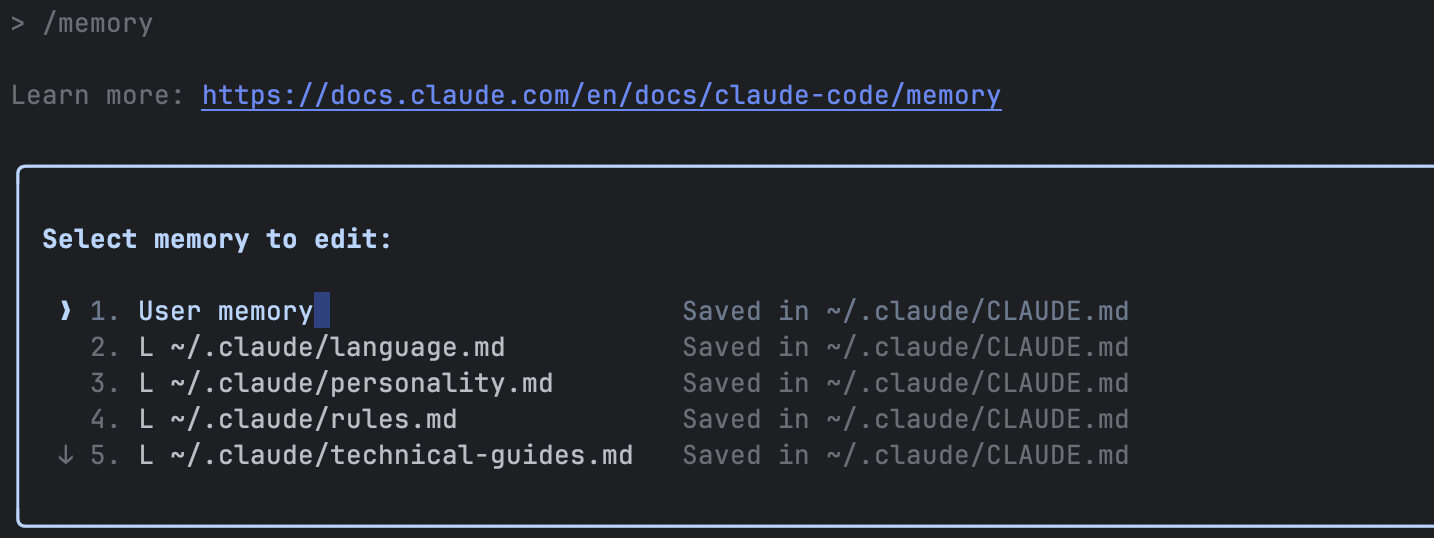 > /memory
Learn more: https://docs.claude.com/en/docs/claude-code/memory
Select memory to edit:
❯ 1. User memory Saved in ~/.claude/CLAUDE.md
2. L ~/.claude/language.md Saved in ~/.claude/CLAUDE.md
3. L ~/.claude/personality.md Saved in ~/.claude/CLAUDE.md
4. L ~/.claude/rules.md Saved in ~/.claude/CLAUDE.md
↓ 5. L ~/.claude/technical-guides.md Saved in ~/.claude/CLAUDE.md